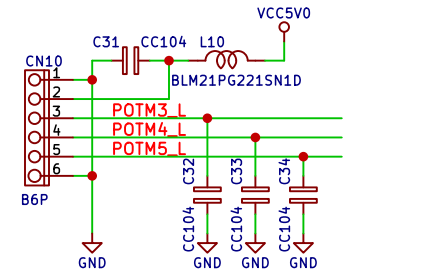 VCC5V0
C31 CC104 L10
CN10
BLM21PG221SN1D
1
2
3 POTM3_L
4 POTM4_L
5 POTM5_L
6
C32 C33 C34
B6P
CC104 CC104 CC104
GND GND GND GND